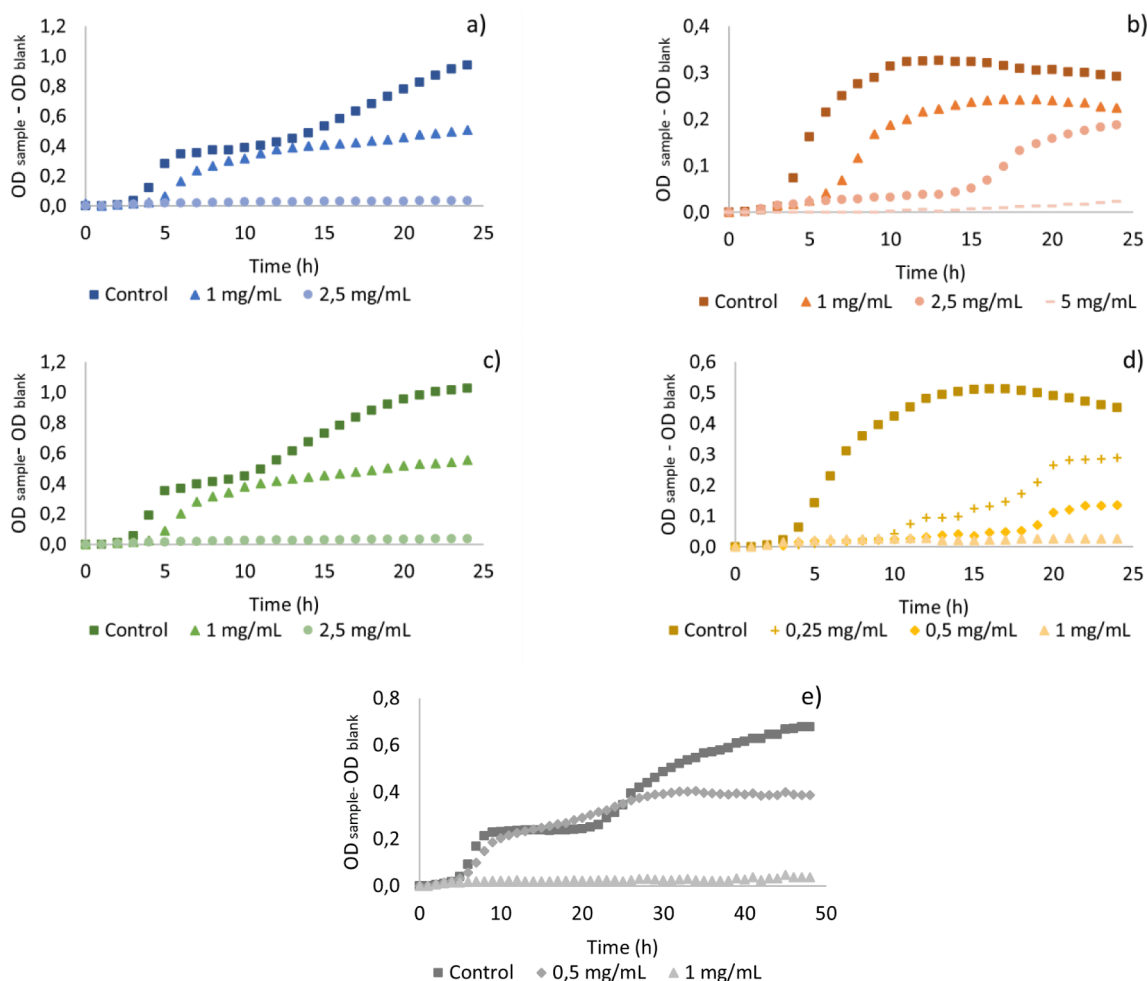 a)
OD sample - OD blank
1,2
1,0
0,8
0,6
0,4
0,2
0,0
0 5 10 15 20 25
Time (h)
Control 1 mg/mL 2,5 mg/mL
b)
OD sample - OD blank
0,4
0,3
0,2
0,1
0,0
0 5 10 15 20 25
Time (h)
Control 1 mg/mL 2,5 mg/mL 5 mg/mL
c)
OD sample- OD blank
1,2
1,0
0,8
0,6
0,4
0,2
0,0
0 5 10 15 20 25
Time (h)
Control 1 mg/mL 2,5 mg/mL
d)
OD sample - OD blank
0,6
0,5
0,4
0,3
0,2
0,1
0,0
0 5 10 15 20 25
Time (h)
Control 0,25 mg/mL 0,5 mg/mL 1 mg/mL
e)
OD sample- OD blank
0,8
0,6
0,4
0,2
0,0
0 10 20 30 40 50
Time (h)
Control 0,5 mg/mL 1 mg/mL